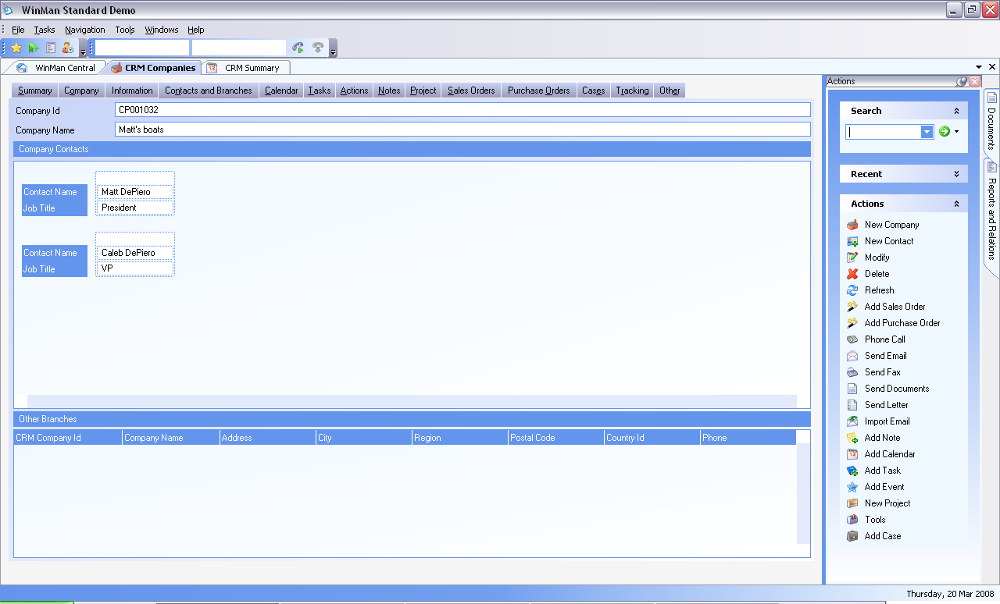 WinMan Standard Demo
File Tasks Navigation Tools Windows Help
WinMan Central CRM Companies 12 CRM Summary
Actions
Summary Company Information Contacts and Branches Calendar Tasks Actions Notes Project Sales Orders Purchase Orders Cases Tracking Other
Company Id CP001032
Company Name Matt's boats
Company Contacts
Contact Name Matt DePiero
Job Title President
Contact Name Caleb DePiero
Job Title VP
Other Branches
CRM Company Id Company Name Address City Region Postal Code Country Id Phone
Search
Recent
Actions
New Company
New Contact
Modify
Delete
Refresh
Add Sales Order
Add Purchase Order
Phone Call
Send Email
Send Fax
Send Documents
Send Letter
Import Email
Add Note
12 Add Calendar
Add Task
Add Event
New Project
Tools
Add Case
Documents
Reports and Relations
Thursday, 20 Mar 2008